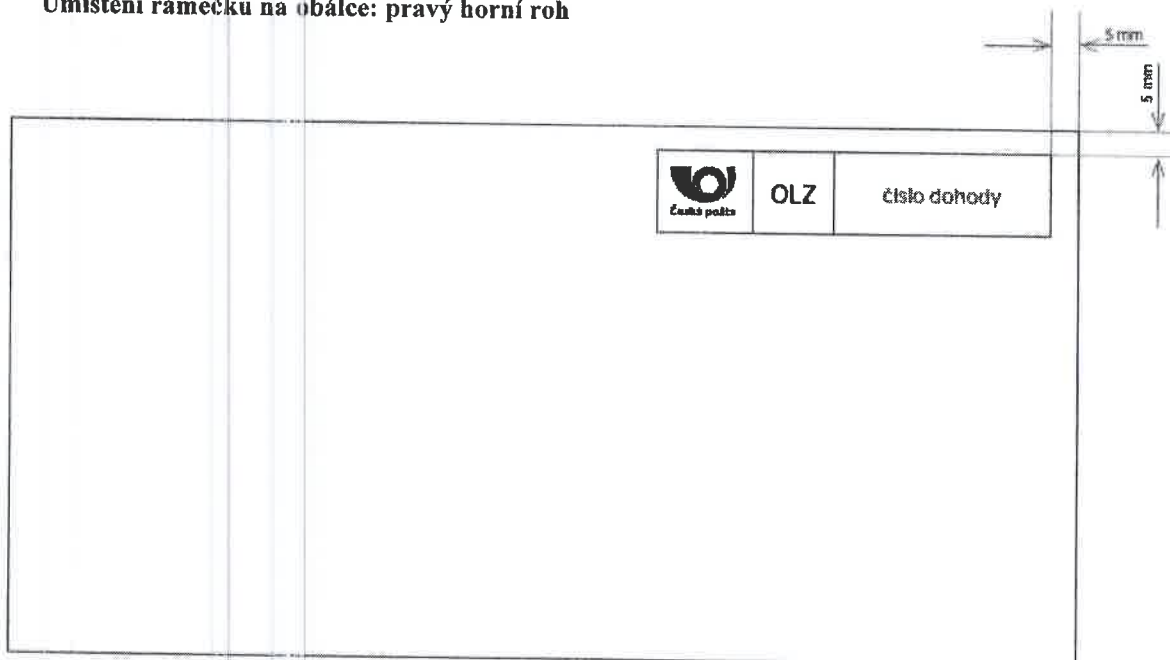 Umístění rámečku na obálce: pravý horní roh
5 mm
5 mm
Česká pošta
OLZ
číslo dohody